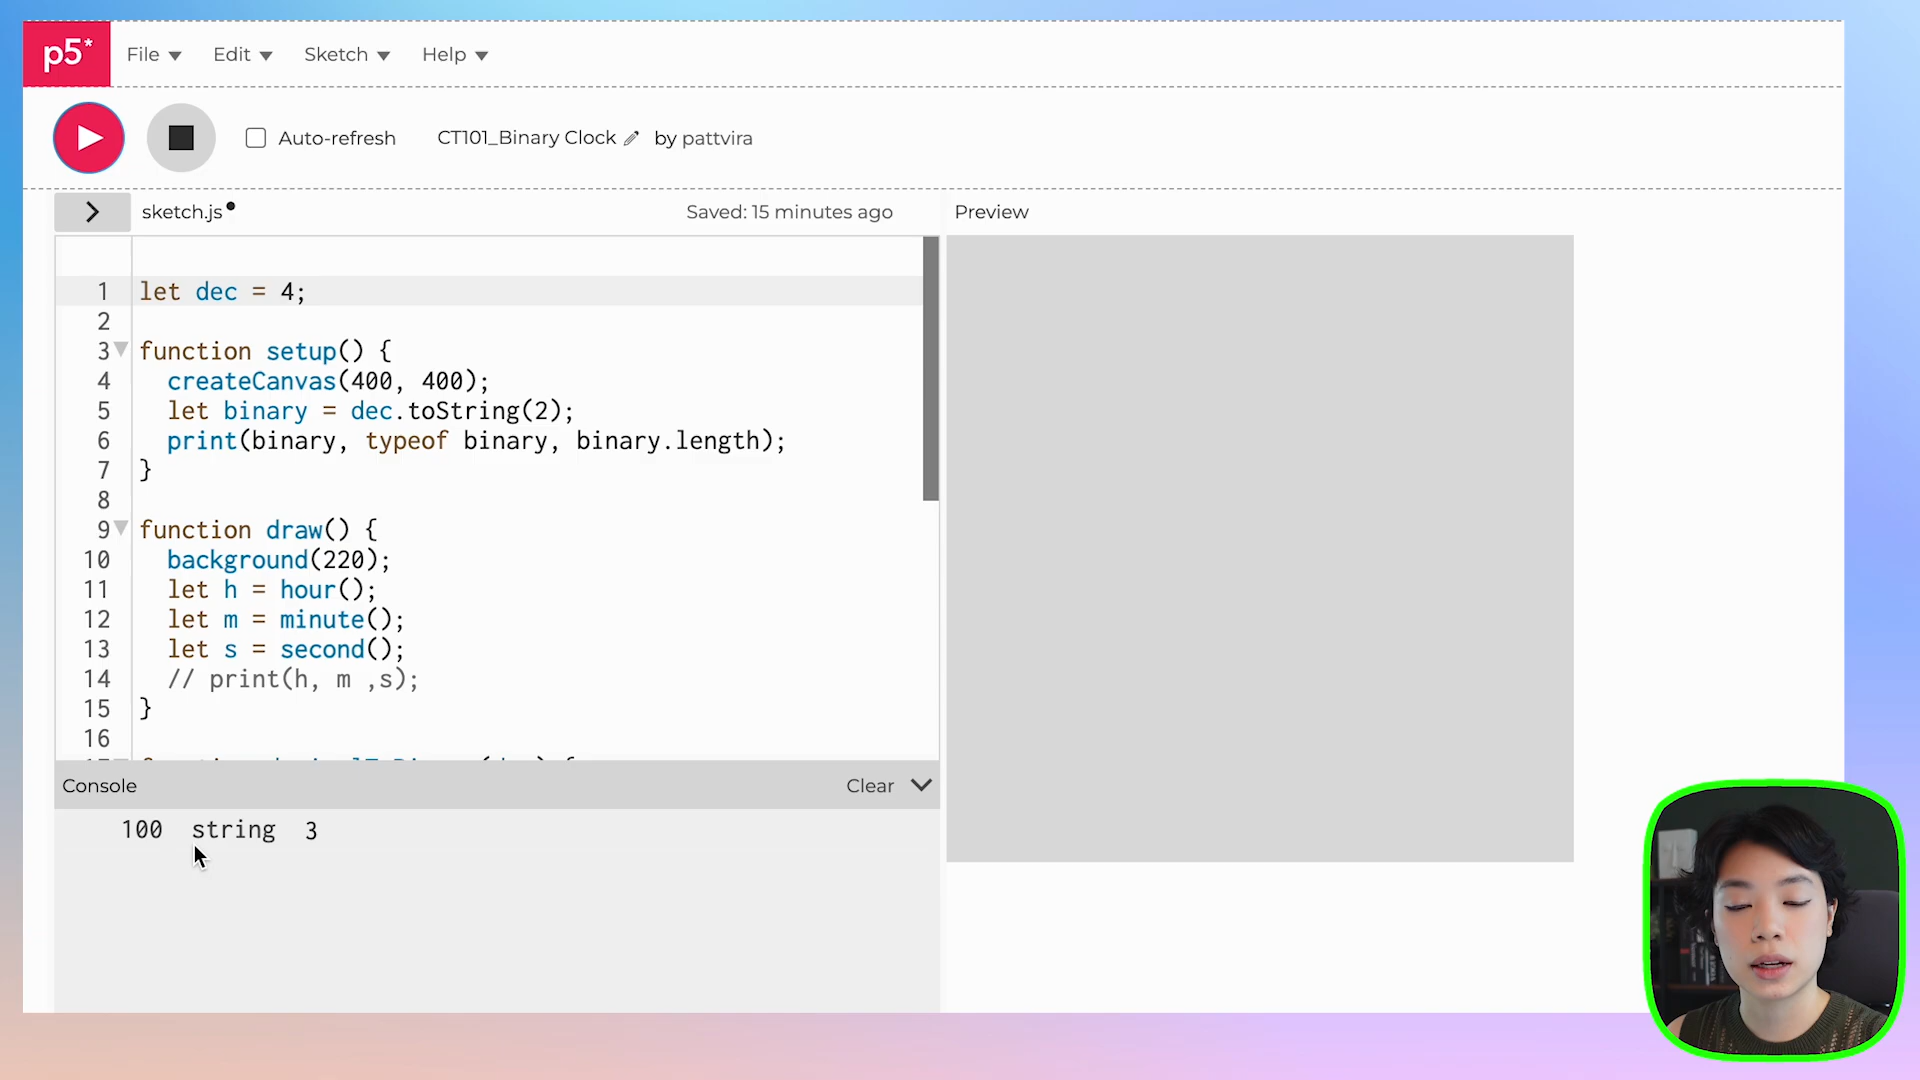 p5*
File Edit Sketch Help
Auto-refresh CT101_Binary Clock by pattvira
sketch.js Saved: 15 minutes ago Preview
1 let dec = 4;
2
3 function setup() {
4 createCanvas(400, 400);
5 let binary = dec.toString(2);
6 print(binary, typeof binary, binary.length);
7 }
8
9 function draw() {
10 background(220);
11 let h = hour();
12 let m = minute();
13 let s = second();
14 // print(h, m ,s);
15 }
16
Console Clear
100 string 3